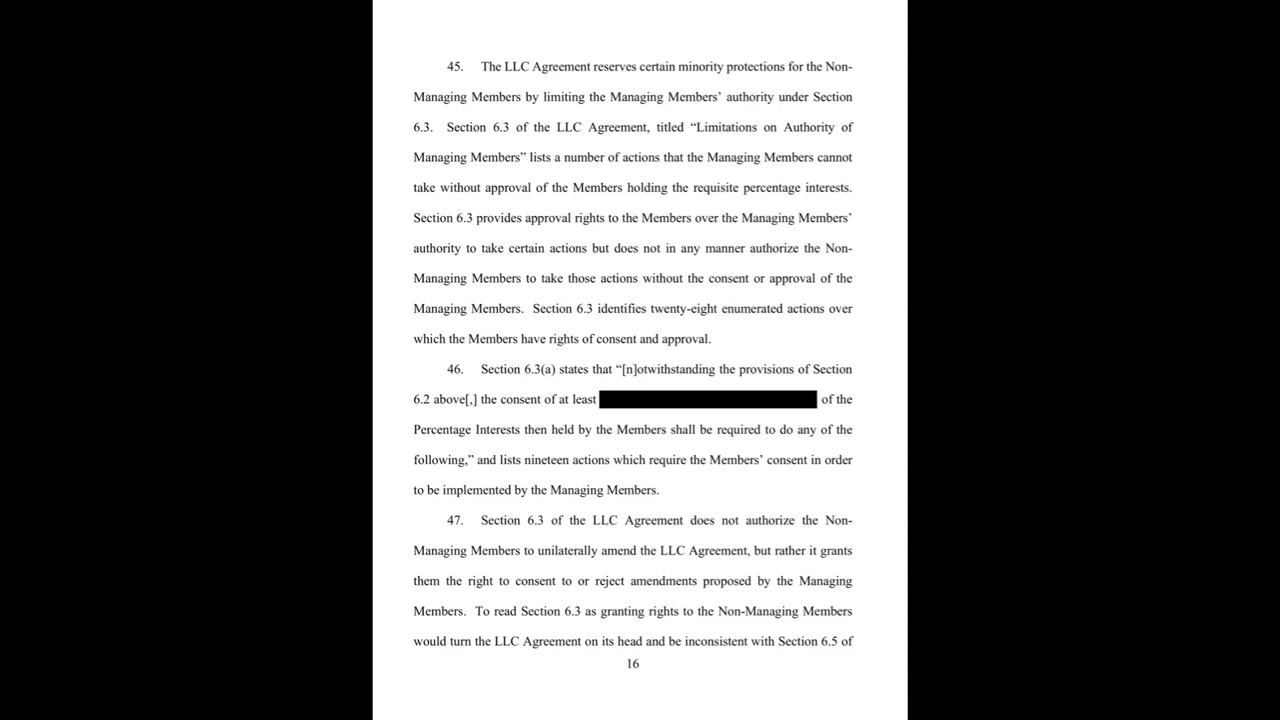 45. The LLC Agreement reserves certain minority protections for the Non-
Managing Members by limiting the Managing Members’ authority under Section
6.3. Section 6.3 of the LLC Agreement, titled “Limitations on Authority of
Managing Members” lists a number of actions that the Managing Members cannot
take without approval of the Members holding the requisite percentage interests.
Section 6.3 provides approval rights to the Members over the Managing Members’
authority to take certain actions but does not in any manner authorize the Non-
Managing Members to take those actions without the consent or approval of the
Managing Members. Section 6.3 identifies twenty-eight enumerated actions over
which the Members have rights of consent and approval.
46. Section 6.3(a) states that “[n]otwithstanding the provisions of Section
6.2 above[,] the consent of at least of the
Percentage Interests then held by the Members shall be required to do any of the
following,” and lists nineteen actions which require the Members’ consent in order
to be implemented by the Managing Members.
47. Section 6.3 of the LLC Agreement does not authorize the Non-
Managing Members to unilaterally amend the LLC Agreement, but rather it grants
them the right to consent to or reject amendments proposed by the Managing
Members. To read Section 6.3 as granting rights to the Non-Managing Members
would turn the LLC Agreement on its head and be inconsistent with Section 6.5 of
16